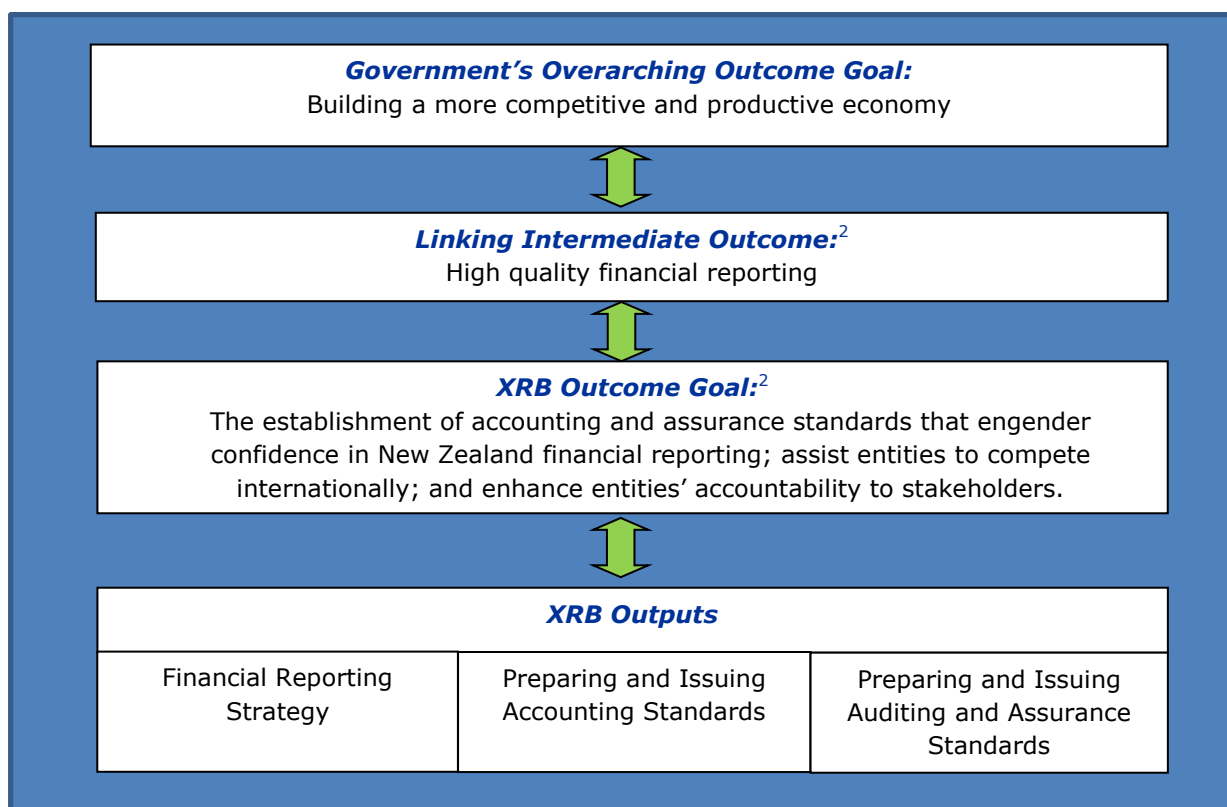 Government's Overarching Outcome Goal:
Building a more competitive and productive economy
Linking Intermediate Outcome:2
High quality financial reporting
XRB Outcome Goal:2
The establishment of accounting and assurance standards that engender
confidence in New Zealand financial reporting; assist entities to compete
internationally; and enhance entities' accountability to stakeholders.
XRB Outputs
Financial Reporting
Strategy
Preparing and Issuing
Accounting Standards
Preparing and Issuing
Auditing and Assurance
Standards